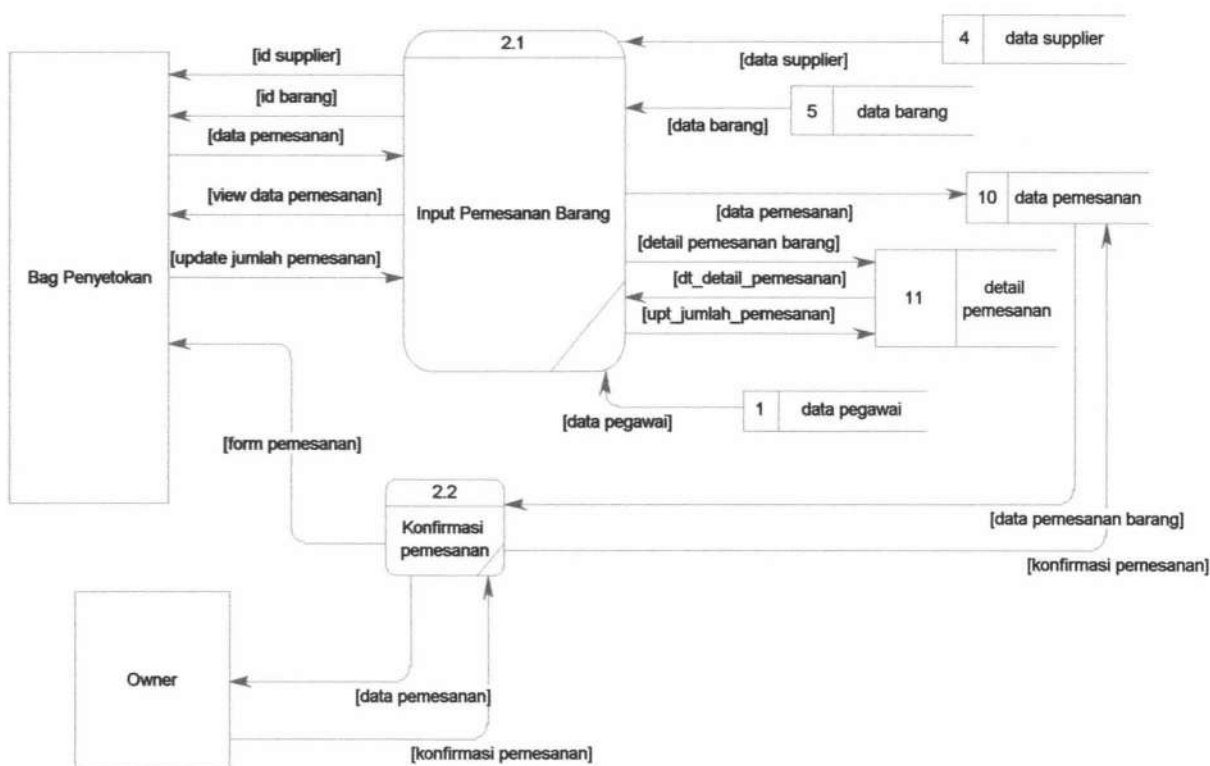 2.1
4 data supplier
[id supplier]
[data supplier]
[id barang]
5 data barang
[data barang]
[data pemesanan]
[view data pemesanan]
Input Pemesanan Barang
10 data pemesanan
[data pemesanan]
[detail pemesanan barang]
[update jumlah pemesanan]
Bag Penyetokan
[dt_detail_pemesanan]
11
detail
pemesanan
[upt_jumlah_pemesanan]
1 data pegawai
[data pegawai]
[form pemesanan]
2.2
Konfirmasi
pemesanan
[data pemesanan barang]
[konfirmasi pemesanan]
Owner
[data pemesanan]
[konfirmasi pemesanan]